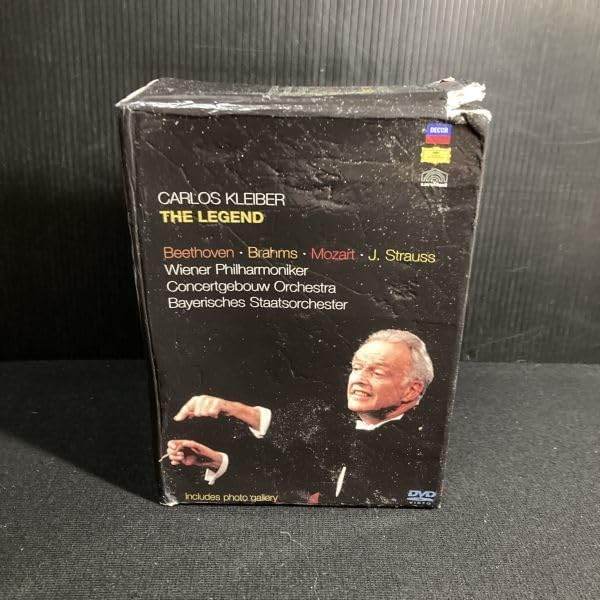 DECCA
CARLOS KLEIBER
THE LEGEND
Beethoven · Brahms · Mozart · J. Strauss
Wiener Philharmoniker
Concertgebouw Orchestra
Bayerisches Staatsorchester
Includes photo gallery
DVD
VIDEO